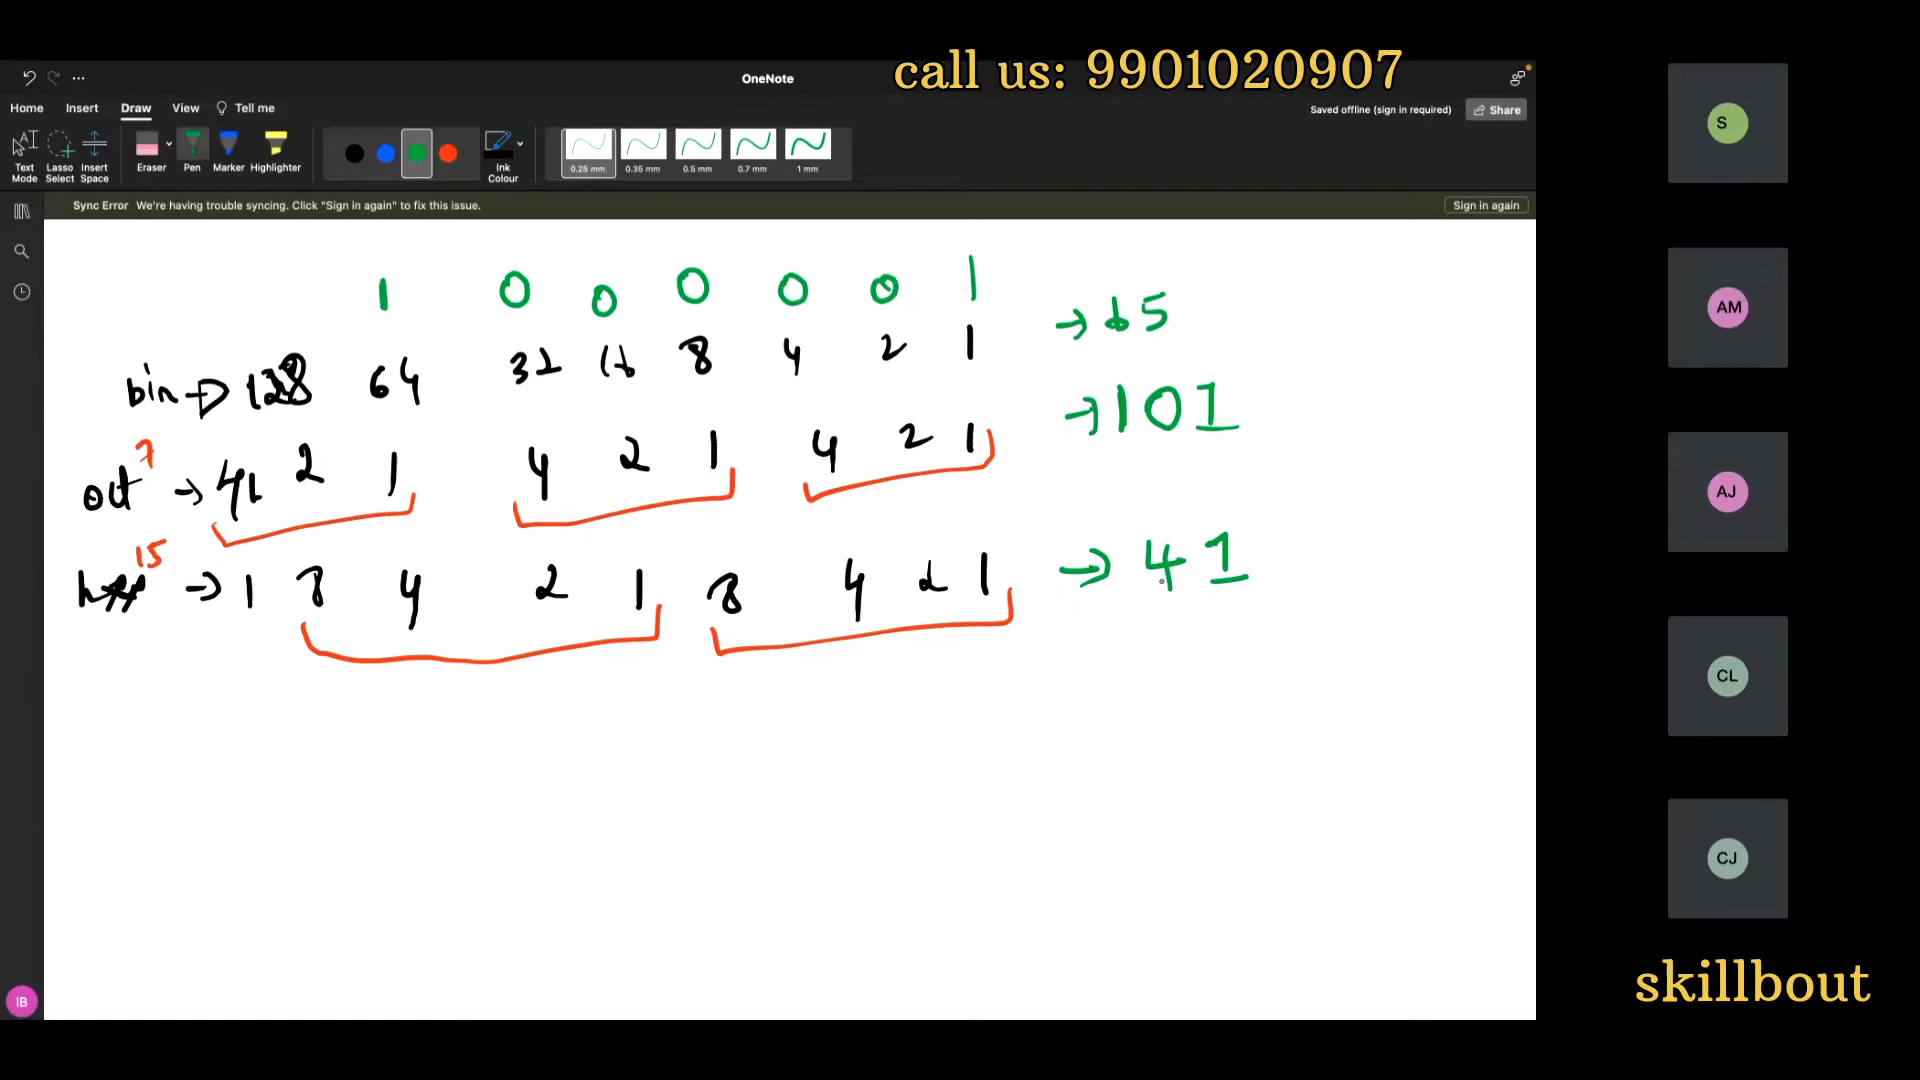 call us: 9901020907
OneNote
Home Insert Draw View Tell me
Saved offline (sign in required) Share
Text Mode Lasso Select Insert Space Eraser Pen Marker Highlighter Ink Colour 0.25 mm 0.35 mm 0.5 mm 0.7 mm 1 mm
Sync Error We're having trouble syncing. Click "Sign in again" to fix this issue. Sign in again
1 0 0 0 0 0 1
→ 65
bin → 128 64 32 16 8 4 2 1
→ 101
7
oct → 4 2 1 4 2 1 4 2 1
15
→ 1 8 4 2 1 8 4 2 1 → 41
S
AM
AJ
CL
CJ
IB
skillbout